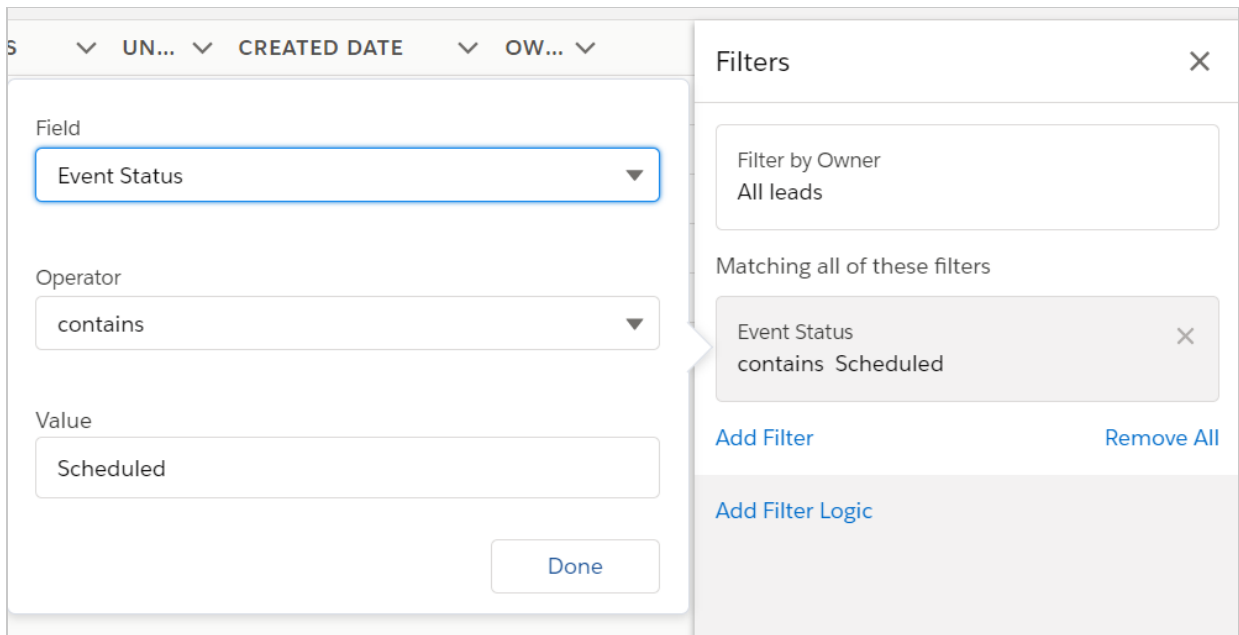 S UN... CREATED DATE OW...
Filters
Field
Event Status
Operator
contains
Value
Scheduled
Done
Filter by Owner
All leads
Matching all of these filters
Event Status
contains Scheduled
Add Filter Remove All
Add Filter Logic